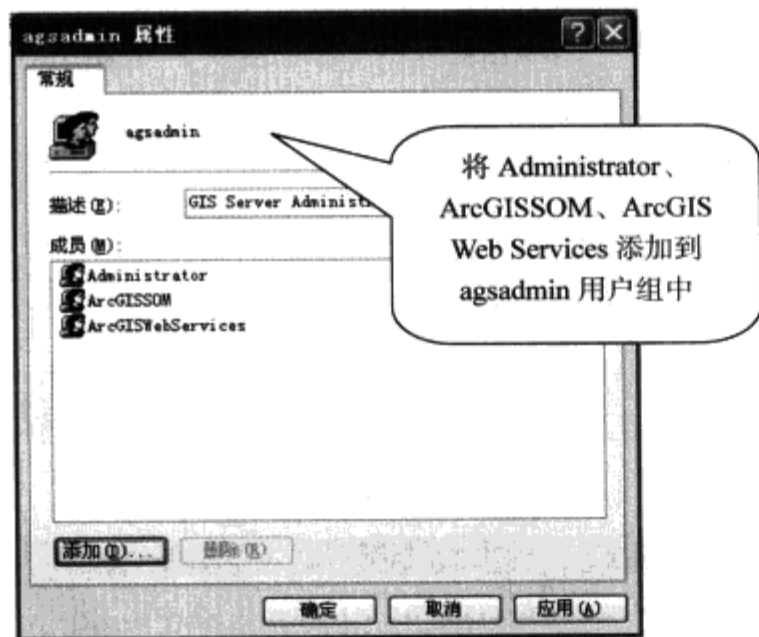 agsadmin 属性
常规
agsadmin
描述(E):
GIS Server
成员(M):
Administrator
ArcGISSOM
ArcGISWebServices
将 Administrator、
ArcGISSOM、ArcGIS
Web Services 添加到
agsadmin 用户组中
添加(D)...
删除(R)
确定
取消
应用(A)